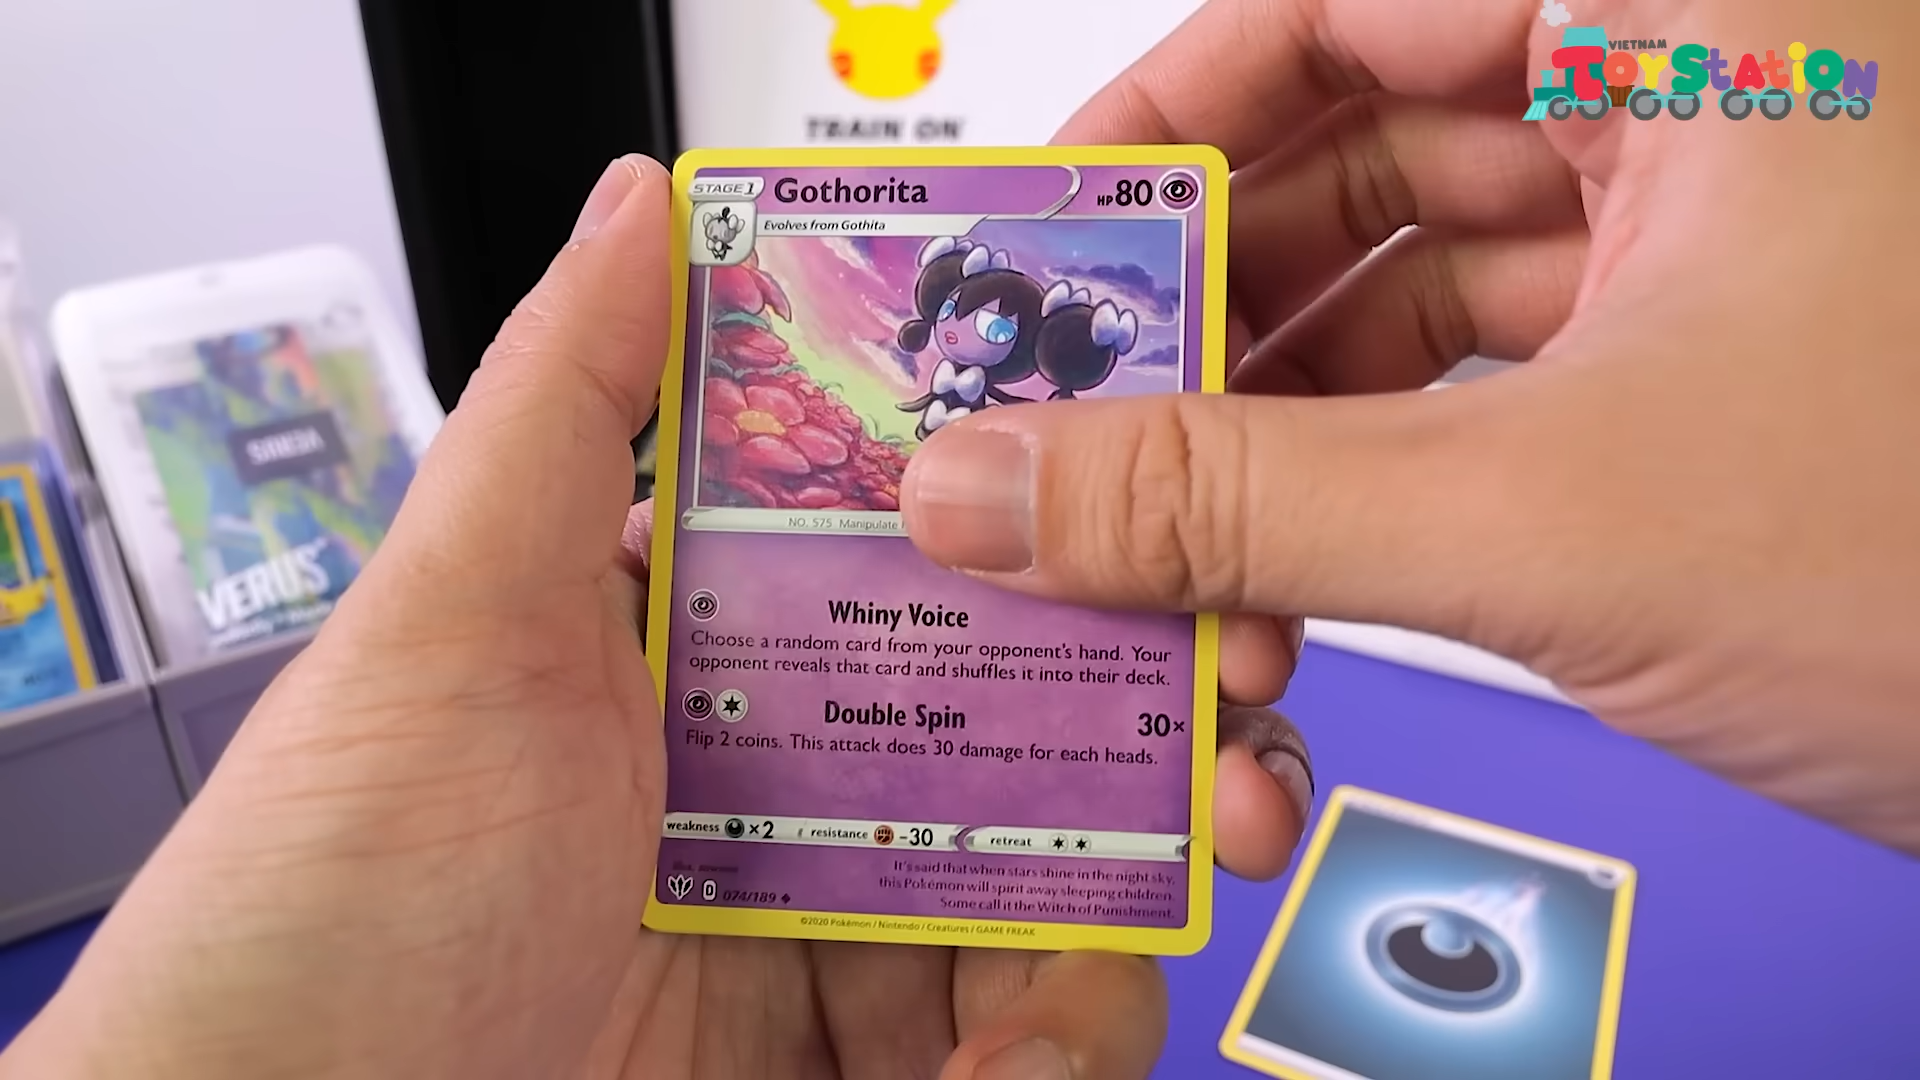 VIETNAM
ToyStation
TRAIN ON
STAGE 1 Gothorita HP 80
Evolves from Gothita
NO. 575 Manipulate
Whiny Voice
Choose a random card from your opponent's hand. Your
opponent reveals that card and shuffles it into their deck.
Double Spin 30×
Flip 2 coins. This attack does 30 damage for each heads.
weakness ×2 resistance -30 retreat
It's said that when stars shine in the night sky,
this Pokémon will spirit away sleeping children.
Some call it the Witch of Punishment.
D 074/189
©2020 Pokémon / Nintendo / Creatures / GAME FREAK
VERUS